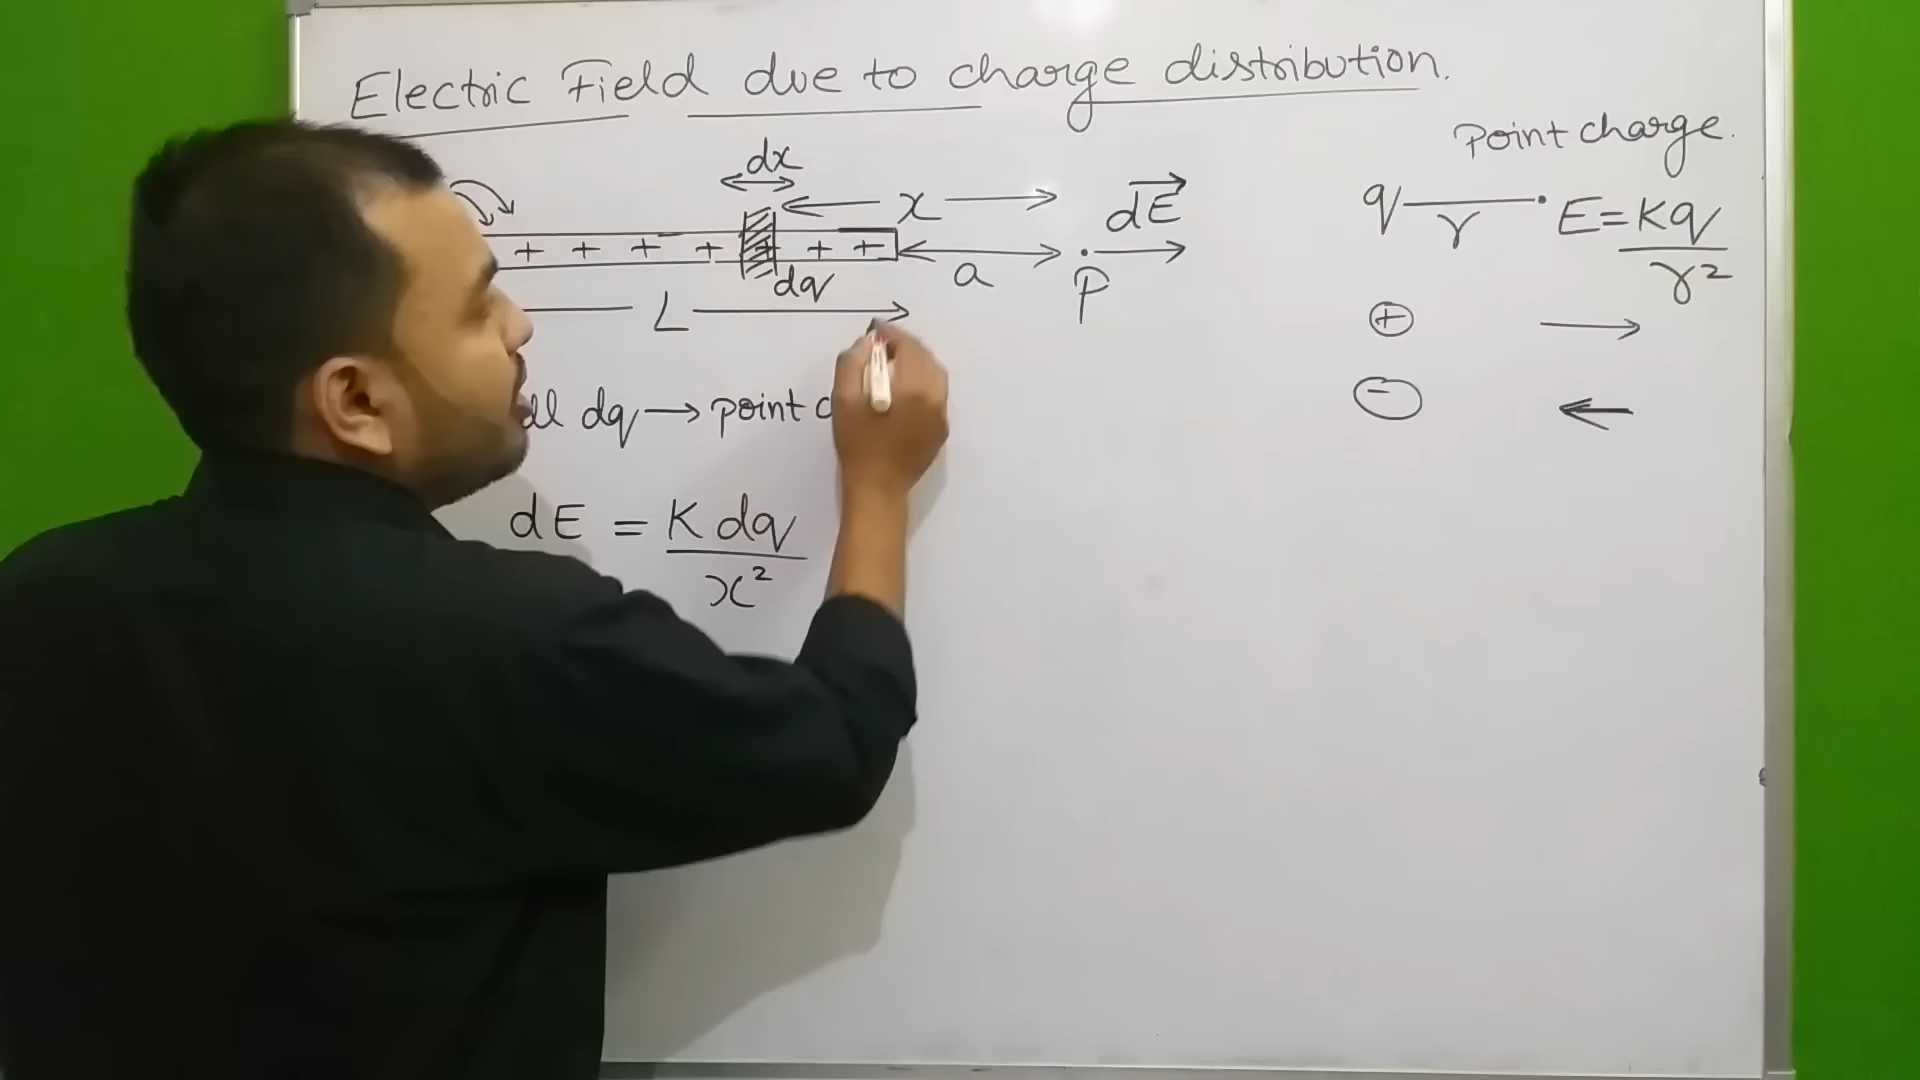 Electric Field due to charge distribution.
Point charge.
dx
x
dE
q r E = Kq / r²
+ + + + + + +
dq
a
P
L
+
-
dq → point
dE = K dq / x²